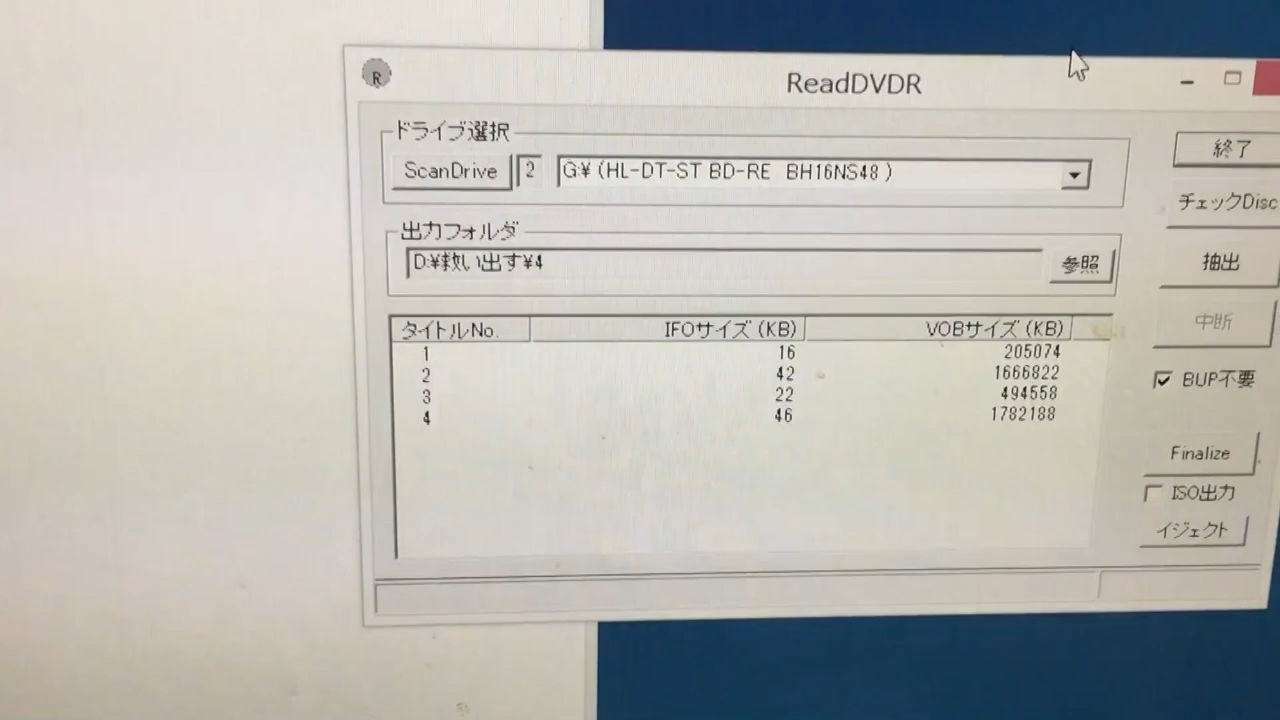 R
ReadDVDR
ドライブ選択
ScanDrive 2 G:¥ (HL-DT-ST BD-RE BH16NS48 )
終了
チェックDisc
出力フォルダ
D:¥救い出す¥4 参照
抽出
中断
タイトルNo. IFOサイズ (KB) VOBサイズ (KB)
1 16 205074
2 42 1666822
3 22 494558
4 46 1782188
BUP不要
Finalize
ISO出力
イジェクト